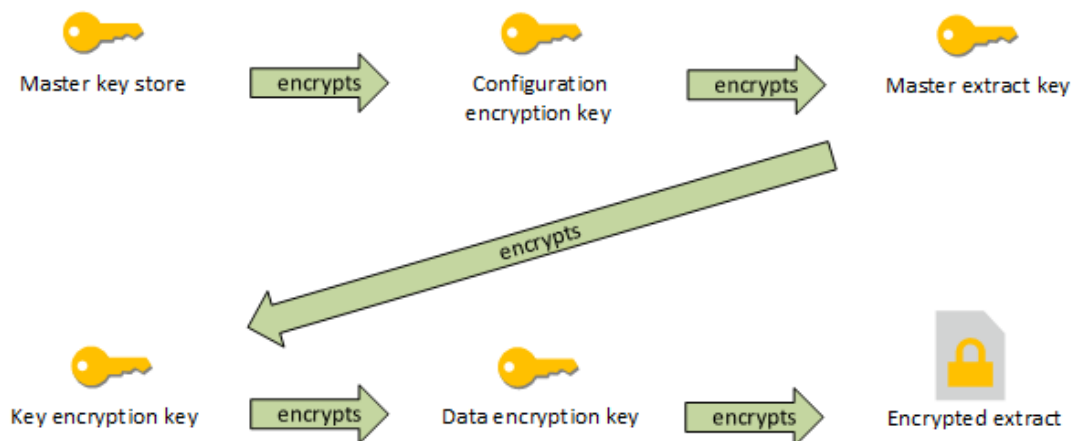 Master key store
encrypts
Configuration
encryption key
encrypts
Master extract key
encrypts
Key encryption key
encrypts
Data encryption key
encrypts
Encrypted extract